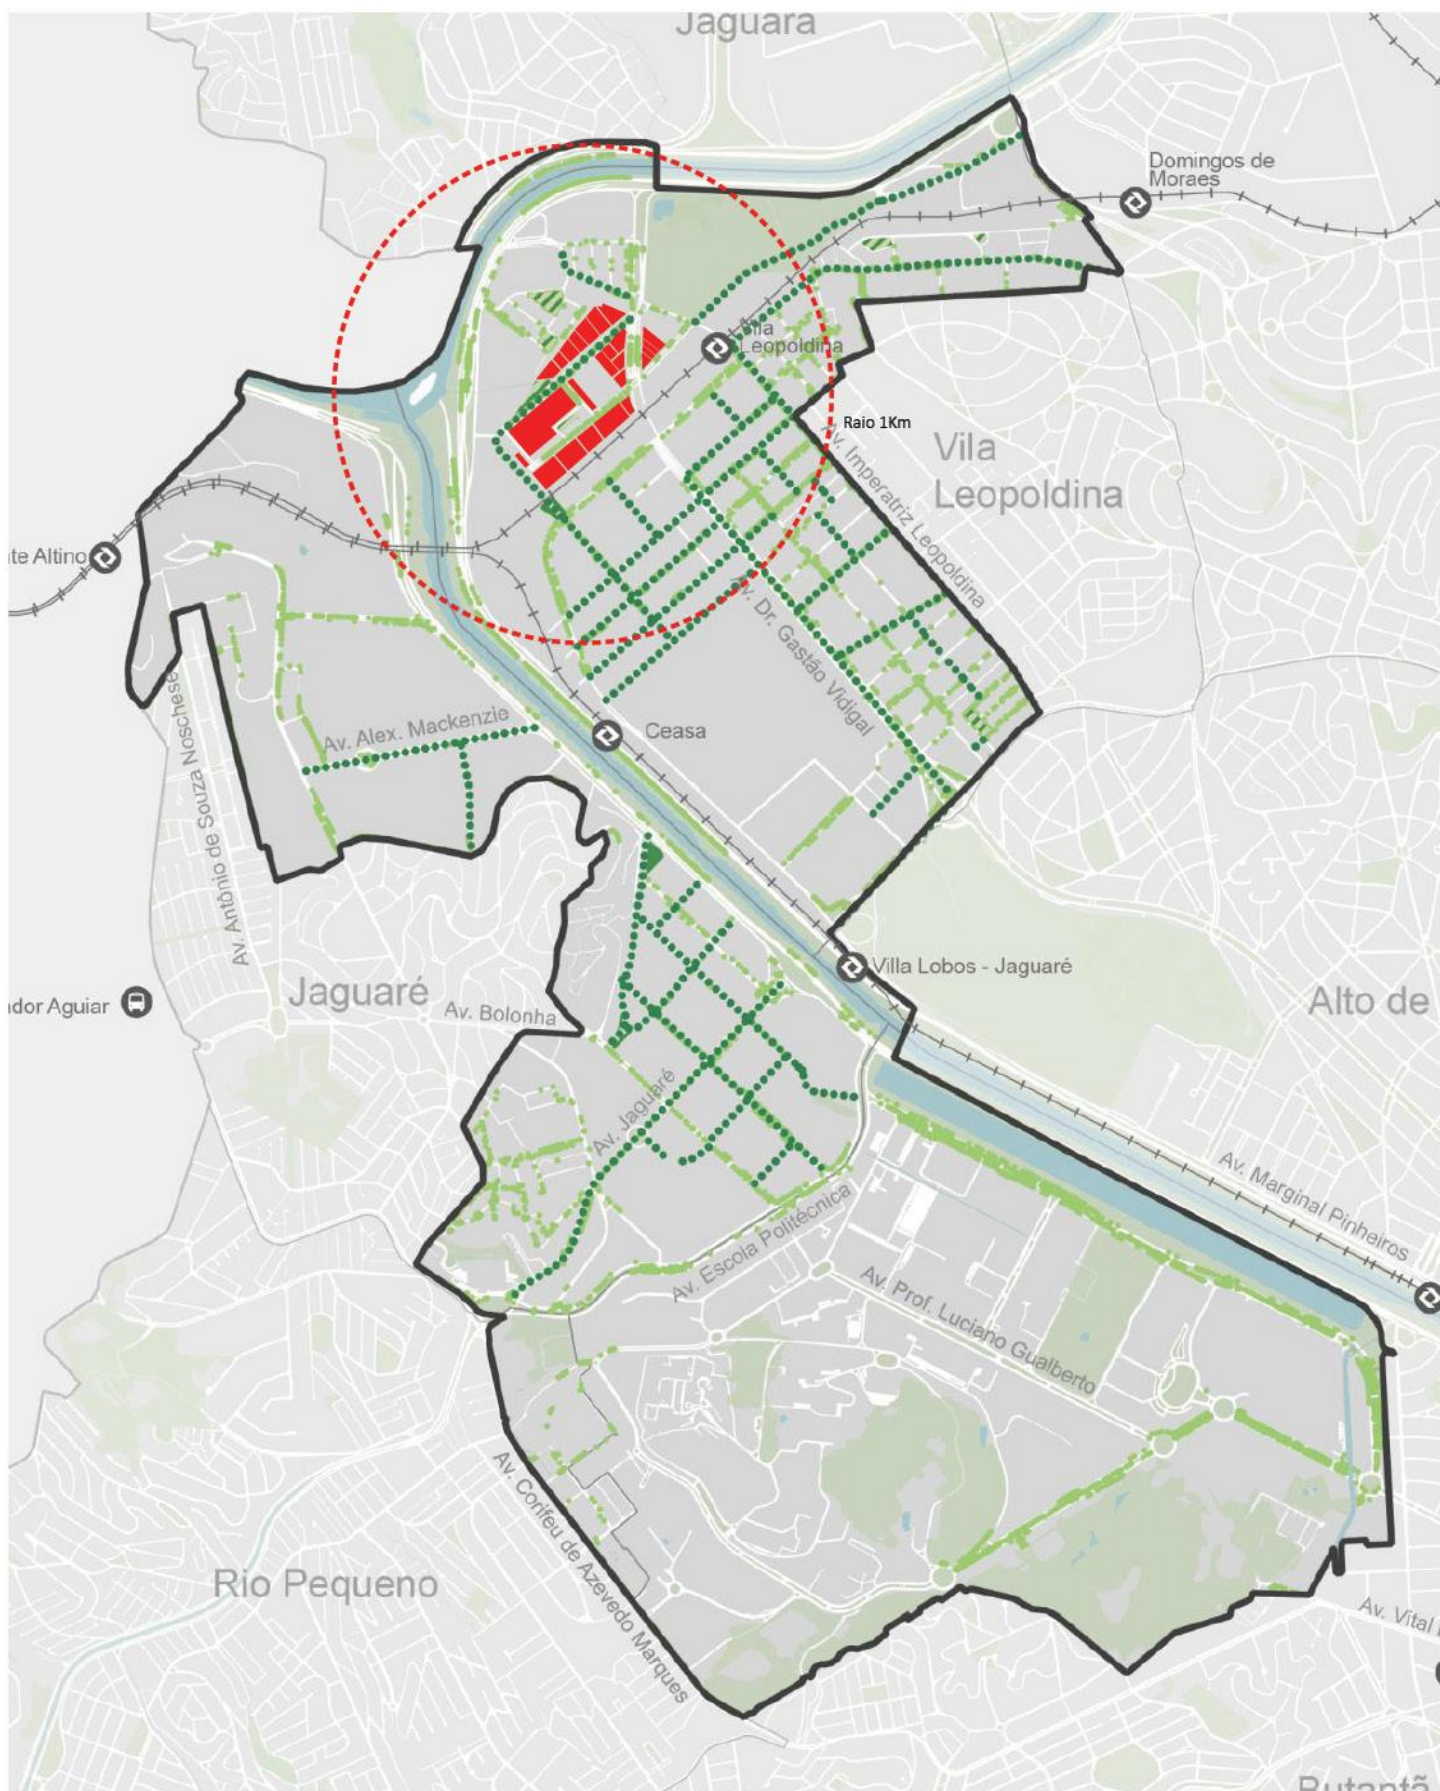 Jaguara
Domingos de
Moraes
Vila
Leopoldina
Raio 1Km
Vila
Leopoldina
Av. Imperatriz Leopoldina
te Altino
Av. Dr. Gastão Vidigal
Av. Antônio de Souza Noschese
Av. Alex. Mackenzie
Ceasa
Villa Lobos - Jaguaré
Jaguaré
dor Aguiar
Av. Bolonha
Alto de
Av. Jaguaré
Av. Marginal Pinheiros
Av. Escola Politécnica
Av. Prof. Luciano Gualberto
Av. Corifeu de Azevedo Marques
Rio Pequeno
Av. Vital
Butantã